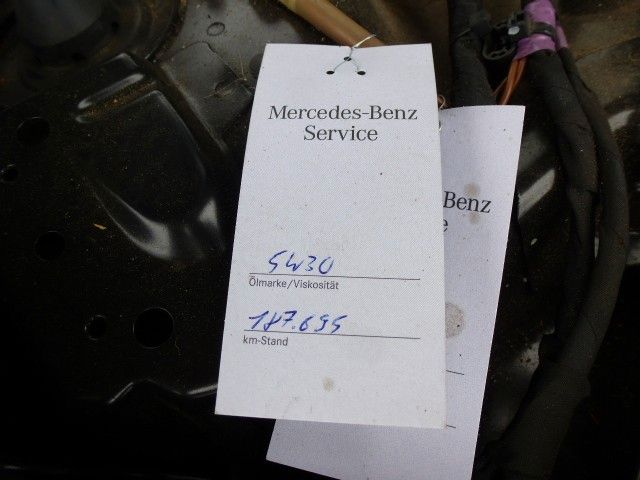 Mercedes-Benz
Service
5W30
Ölmarke/Viskosität
187.695
km-Stand
Benz
e